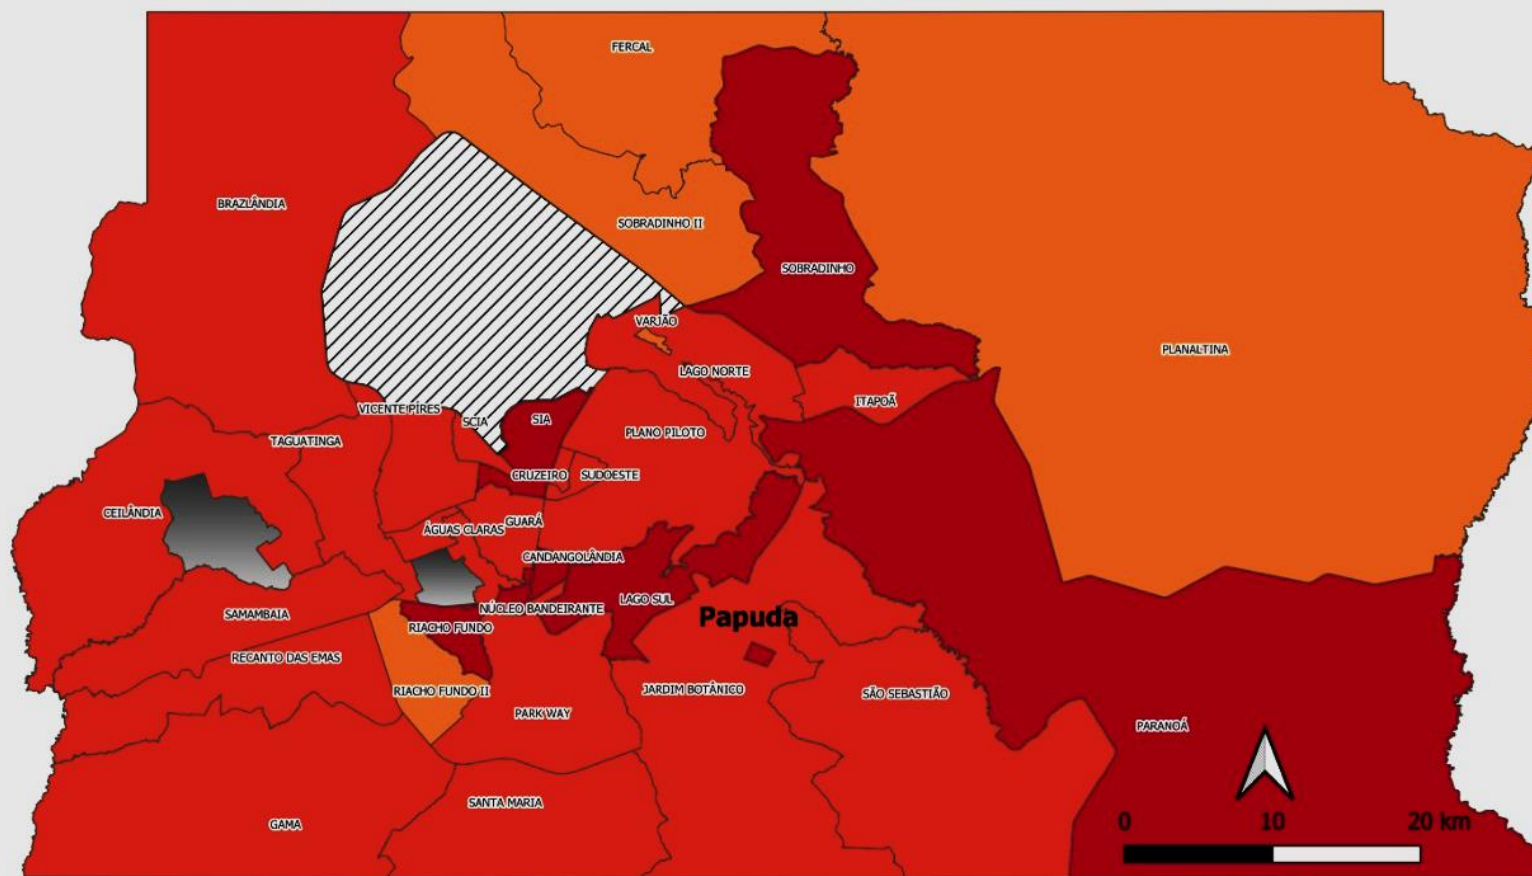 FERCAL
BRAZLÂNDIA
SOBRADINHO II
SOBRADINHO
VARJÃO
PLANALTINA
LAGO NORTE
ITAPOÃ
VICENTE PIRES
SCIA
SIA
PLANO PILOTO
TAGUATINGA
CRUZEIRO
SUDOESTE
CEILÂNDIA
ÁGUAS CLARAS
GUARÁ
CANDANGOLÂNDIA
NÚCLEO BANDEIRANTE
LAGO SUL
SAMAMBAIA
RIACHO FUNDO
Papuda
RECANTO DAS EMAS
RIACHO FUNDO II
JARDIM BOTÂNICO
SÃO SEBASTIÃO
PARK WAY
PARANOÁ
SANTA MARIA
GAMA
0 10 20 km